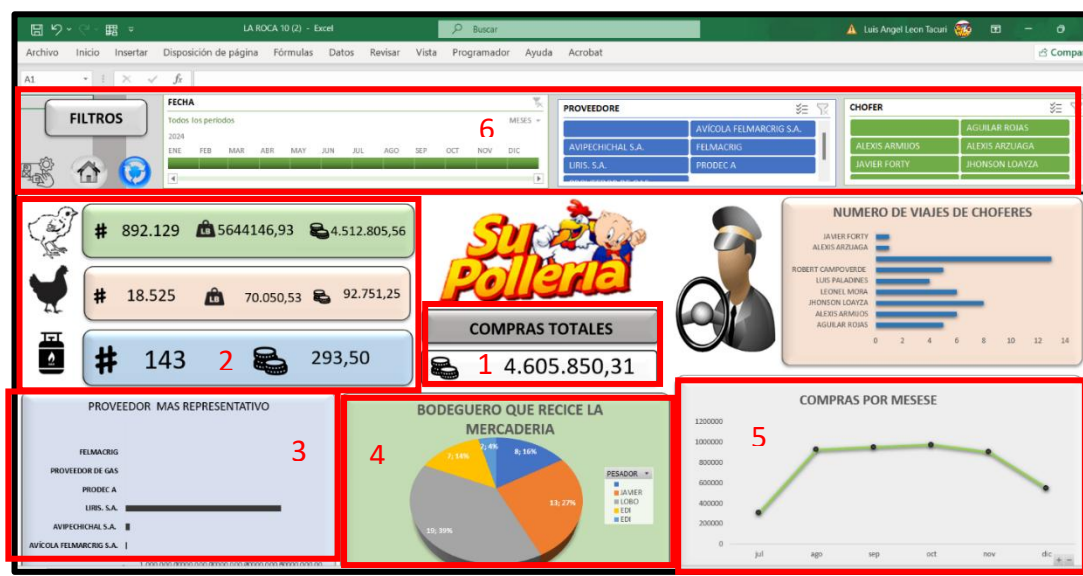 LA ROCA 10 (2) - Excel
Buscar
Luis Angel Leon Tacuri
Archivo Inicio Insertar Disposición de página Fórmulas Datos Revisar Vista Programador Ayuda Acrobat
A1
fx
FILTROS
FECHA
Todos los periodos
MESES
2024
ENE FEB MAR ABR MAY JUN JUL AGO SEP OCT NOV DIC
6
PROVEEDORE
AVÍCOLA FELMARCRIG S.A.
AVIPECHICHAL S.A. FELMACRIG
LIRIS. S.A. PRODEC A
CHOFER
AGUILAR ROJAS
ALEXIS ARMIJOS ALEXIS ARZUAGA
JAVIER FORTY JHONSON LOAYZA
# 892.129 LB 5644146,93 4.512.805,56
# 18.525 LB 70.050,53 92.751,25
# 143 2 293,50
Su
Polleria
COMPRAS TOTALES
1 4.605.850,31
NUMERO DE VIAJES DE CHOFERES
JAVIER FORTY
ALEXIS ARZUAGA
ROBERT CAMPOVERDE
LUIS PALADINES
LEONEL MORA
JHONSON LOAYZA
ALEXIS ARMIJOS
AGUILAR ROJAS
0 2 4 6 8 10 12 14
PROVEEDOR MAS REPRESENTATIVO
3
FELMACRIG
PROVEEDOR DE GAS
PRODEC A
LIRIS. S.A.
AVIPECHICHAL S.A.
AVÍCOLA FELMARCRIG S.A.
BODEGUERO QUE RECICE LA
MERCADERIA
4
2; 4%
8; 16%
7; 14%
13; 27%
19; 39%
PESADOR
JAVIER
LOBO
EDI
EDI
COMPRAS POR MESESE
5
1200000
1000000
800000
600000
400000
200000
0
jul ago sep oct nov dic